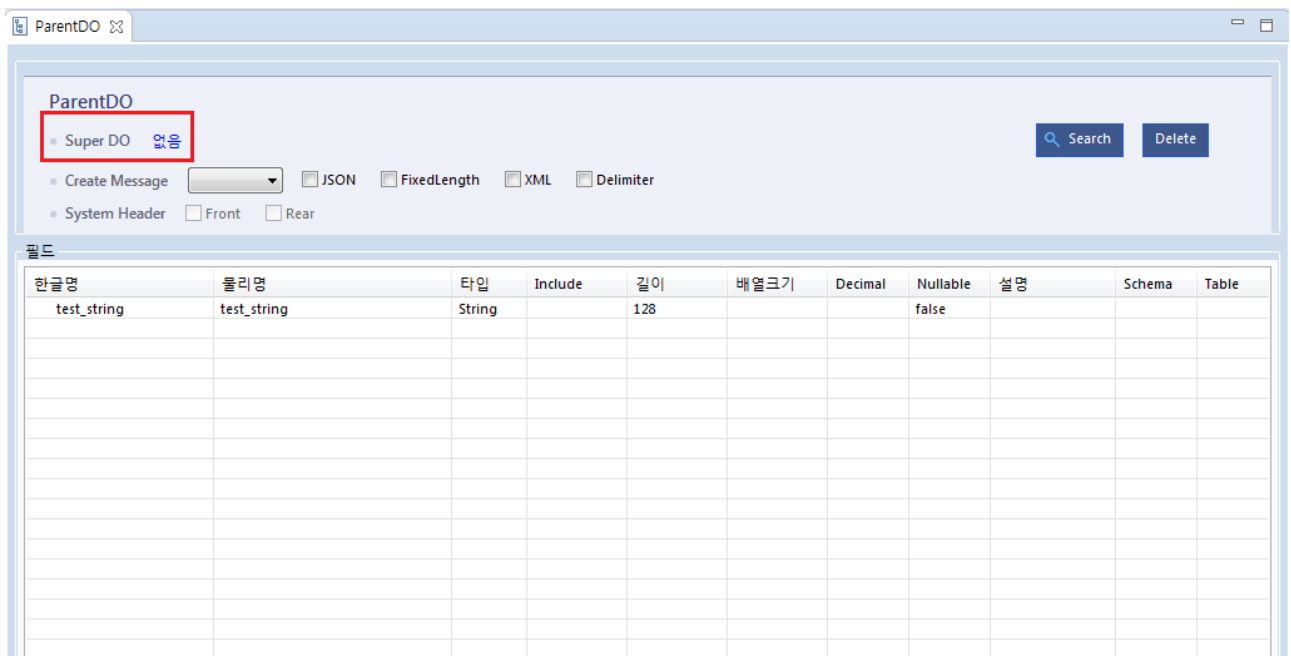 ParentDO
ParentDO
Super DO 없음 Search Delete
Create Message JSON FixedLength XML Delimiter
System Header Front Rear
필드
한글명 물리명 타입 Include 길이 배열크기 Decimal Nullable 설명 Schema Table
test_string test_string String 128 false